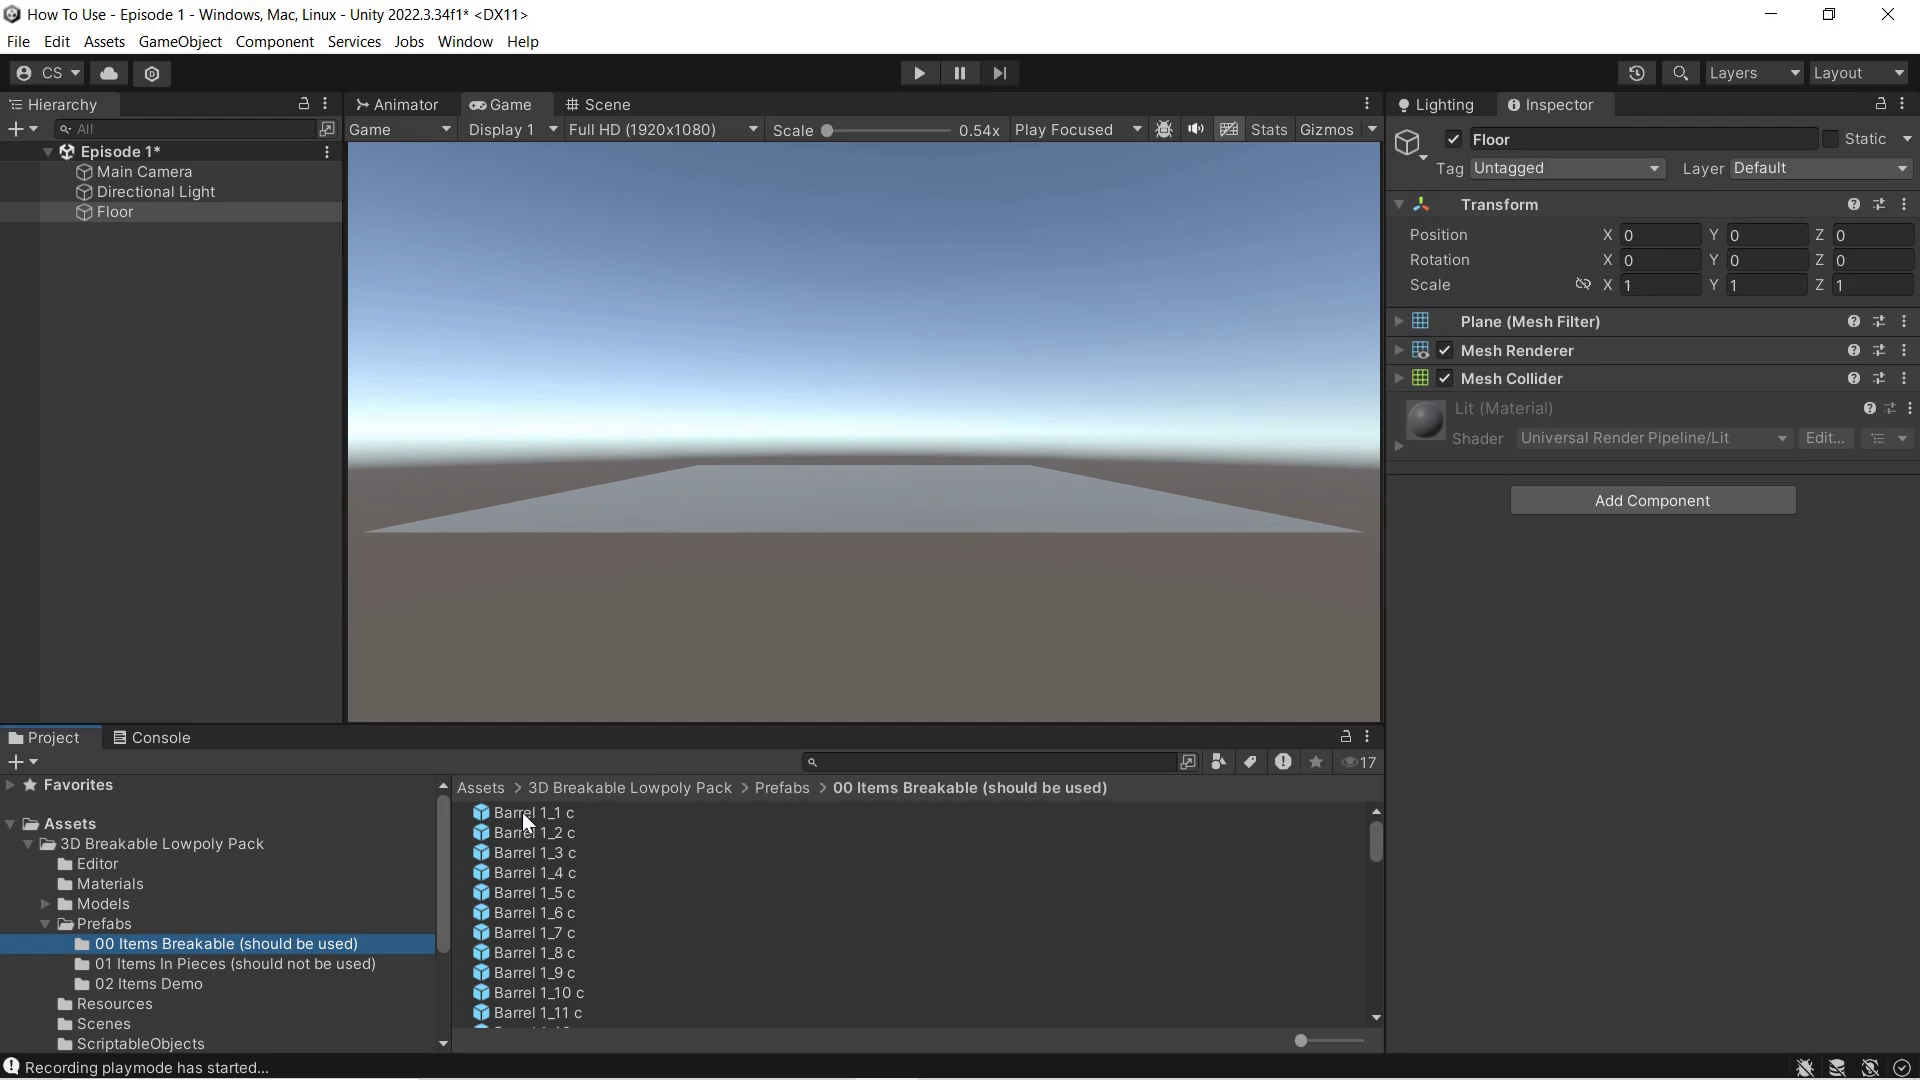 How To Use - Episode 1 - Windows, Mac, Linux - Unity 2022.3.34f1* <DX11>
File Edit Assets GameObject Component Services Jobs Window Help
CS Layers Layout
Hierarchy
All
Episode 1*
Main Camera
Directional Light
Floor
Animator Game Scene
Game Display 1 Full HD (1920x1080) Scale 0.54x Play Focused Stats Gizmos
Lighting Inspector
Floor Static
Tag Untagged Layer Default
Transform
Position X 0 Y 0 Z 0
Rotation X 0 Y 0 Z 0
Scale X 1 Y 1 Z 1
Plane (Mesh Filter)
Mesh Renderer
Mesh Collider
Lit (Material)
Shader Universal Render Pipeline/Lit Edit...
Add Component
Project Console
17
Favorites
Assets
3D Breakable Lowpoly Pack
Editor
Materials
Models
Prefabs
00 Items Breakable (should be used)
01 Items In Pieces (should not be used)
02 Items Demo
Resources
Scenes
ScriptableObjects
Assets > 3D Breakable Lowpoly Pack > Prefabs > 00 Items Breakable (should be used)
Barrel 1_1 c
Barrel 1_2 c
Barrel 1_3 c
Barrel 1_4 c
Barrel 1_5 c
Barrel 1_6 c
Barrel 1_7 c
Barrel 1_8 c
Barrel 1_9 c
Barrel 1_10 c
Barrel 1_11 c
Recording playmode has started...